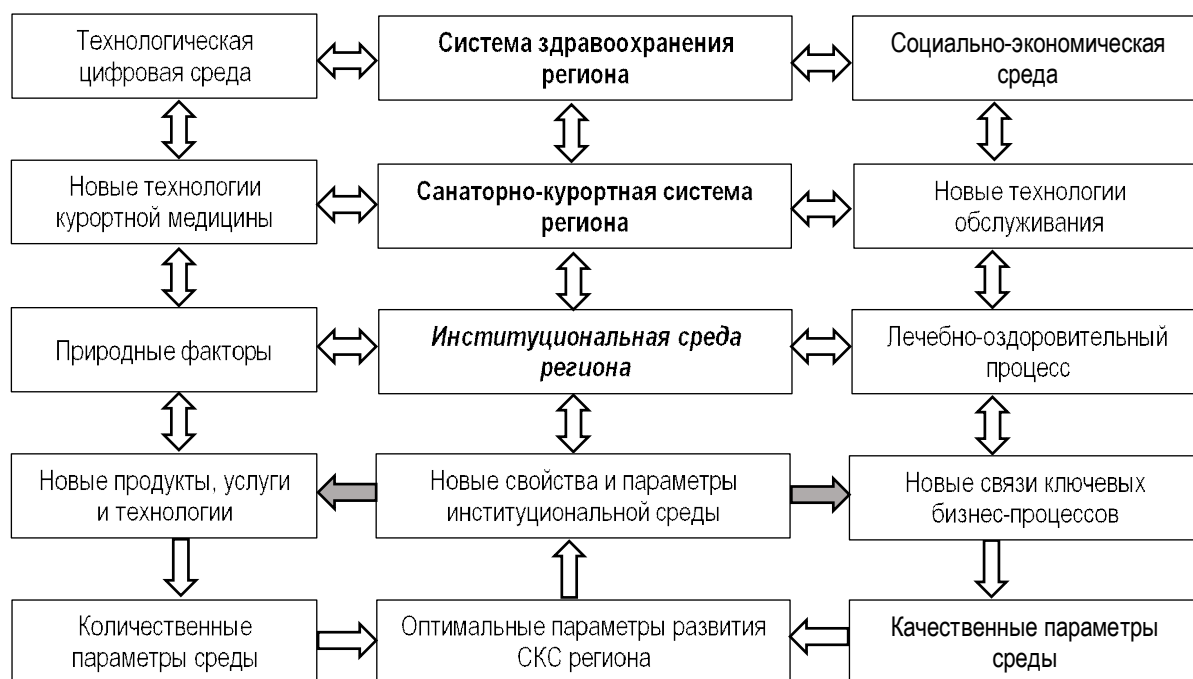 Технологическая
цифровая среда
Система здравоохранения
региона
Социально-экономическая
среда
Новые технологии
курортной медицины
Санаторно-курортная система
региона
Новые технологии
обслуживания
Природные факторы
Институциональная среда
региона
Лечебно-оздоровительный
процесс
Новые продукты, услуги
и технологии
Новые свойства и параметры
институциональной среды
Новые связи ключевых
бизнес-процессов
Количественные
параметры среды
Оптимальные параметры развития
СКС региона
Качественные параметры
среды